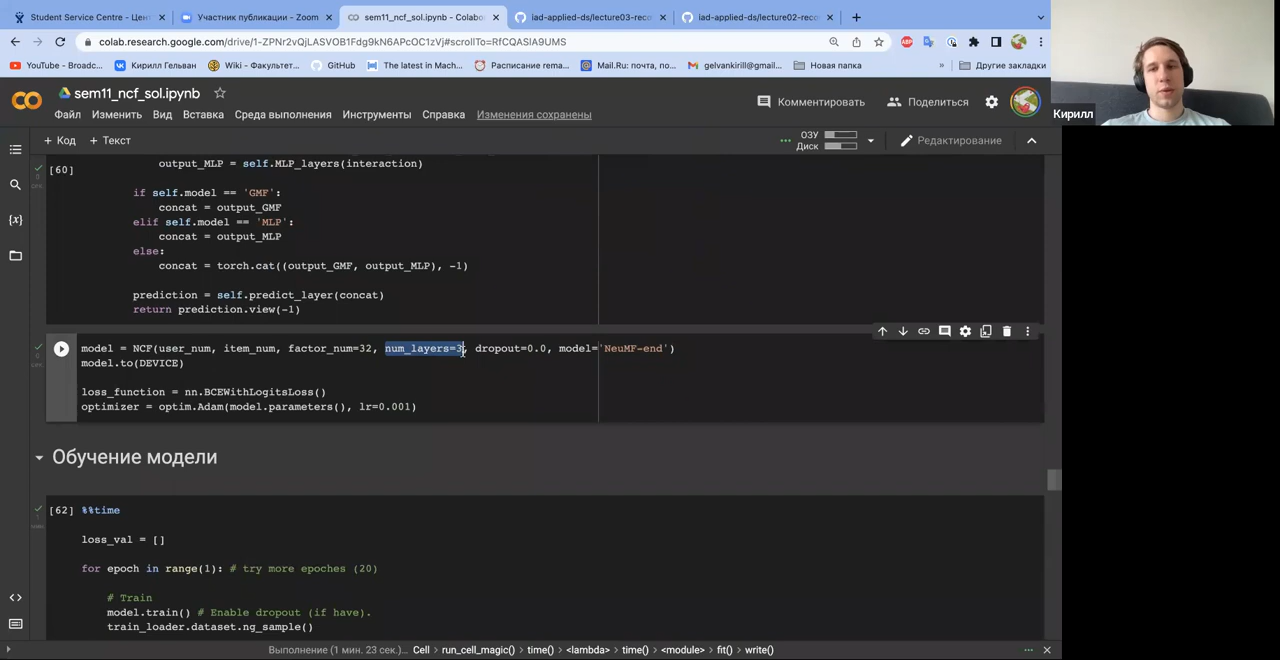 Student Service Centre - Цент
Участник публикации - Zoom
sem11_ncf_sol.ipynb - Colabor
iad-applied-ds/lecture03-reco
iad-applied-ds/lecture02-reco
colab.research.google.com/drive/1-ZPNr2vQjLASVOB1Fdg9kN6APcOC1zVj#scrollTo=RfCQASIA9UMS
YouTube - Broadc...
Кирилл Гельван
Wiki - Факультет...
GitHub
The latest in Mach...
Расписание rema...
Mail.Ru: почта, по...
gelvankirill@gmail...
Новая папка
»
Другие закладки
sem11_ncf_sol.ipynb
Файл Изменить Вид Вставка Среда выполнения Инструменты Справка Изменения сохранены
Комментировать
Поделиться
Кирилл
+ Код + Текст
ОЗУ
Диск
Редактирование
[60]
output_MLP = self.MLP_layers(interaction)
if self.model == 'GMF':
concat = output_GMF
elif self.model == 'MLP':
concat = output_MLP
else:
concat = torch.cat((output_GMF, output_MLP), -1)
prediction = self.predict_layer(concat)
return prediction.view(-1)
model = NCF(user_num, item_num, factor_num=32, num_layers=3, dropout=0.0, model='NeuMF-end')
model.to(DEVICE)
loss_function = nn.BCEWithLogitsLoss()
optimizer = optim.Adam(model.parameters(), lr=0.001)
Обучение модели
[62] %%time
loss_val = []
for epoch in range(1): # try more epoches (20)
# Train
model.train() # Enable dropout (if have).
train_loader.dataset.ng_sample()
Выполнение (1 мин. 23 сек.)... Cell > run_cell_magic() > time() > <lambda> > time() > <module> > fit() > write()